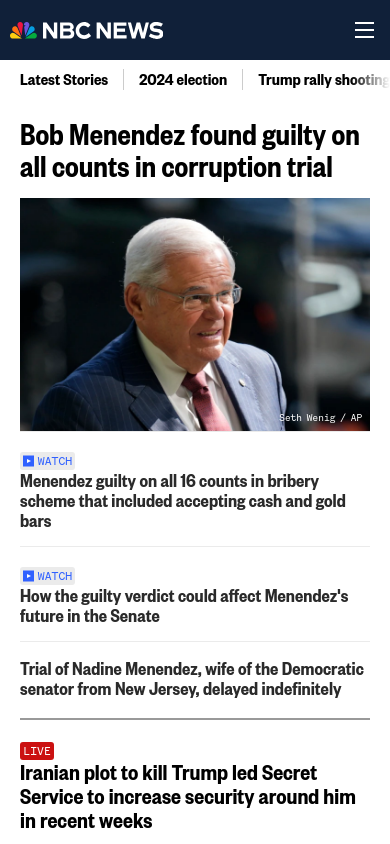 NBC NEWS
Latest Stories
2024 election
Trump rally shooting
Bob Menendez found guilty on
all counts in corruption trial
Seth Wenig / AP
WATCH
Menendez guilty on all 16 counts in bribery
scheme that included accepting cash and gold
bars
WATCH
How the guilty verdict could affect Menendez's
future in the Senate
Trial of Nadine Menendez, wife of the Democratic
senator from New Jersey, delayed indefinitely
LIVE
Iranian plot to kill Trump led Secret
Service to increase security around him
in recent weeks